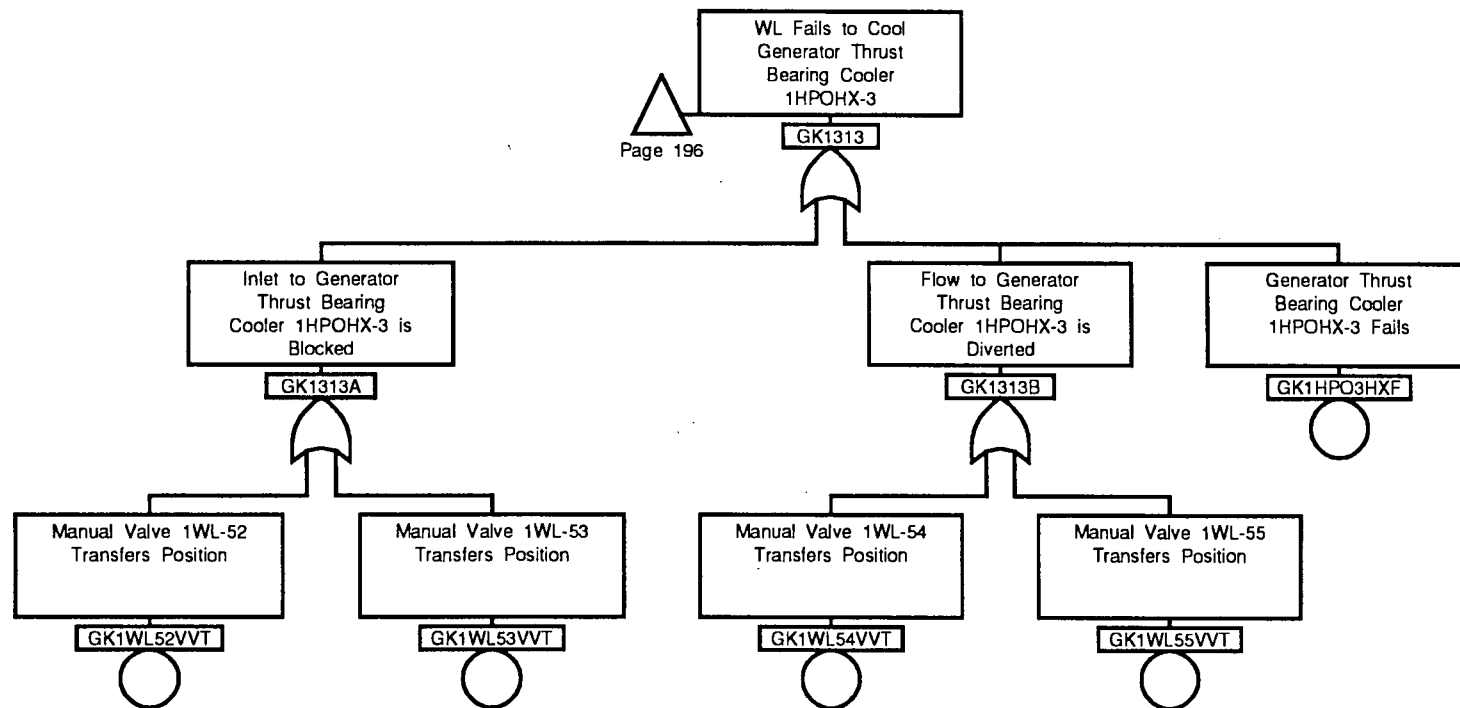 WL Fails to Cool
Generator Thrust
Bearing Cooler
1HPOHX-3
Page 196
GK1313
Inlet to Generator
Thrust Bearing
Cooler 1HPOHX-3 is
Blocked
GK1313A
Flow to Generator
Thrust Bearing
Cooler 1HPOHX-3 is
Diverted
GK1313B
Generator Thrust
Bearing Cooler
1HPOHX-3 Fails
GK1HPO3HXF
Manual Valve 1WL-52
Transfers Position
GK1WL52VVT
Manual Valve 1WL-53
Transfers Position
GK1WL53VVT
Manual Valve 1WL-54
Transfers Position
GK1WL54VVT
Manual Valve 1WL-55
Transfers Position
GK1WL55VVT